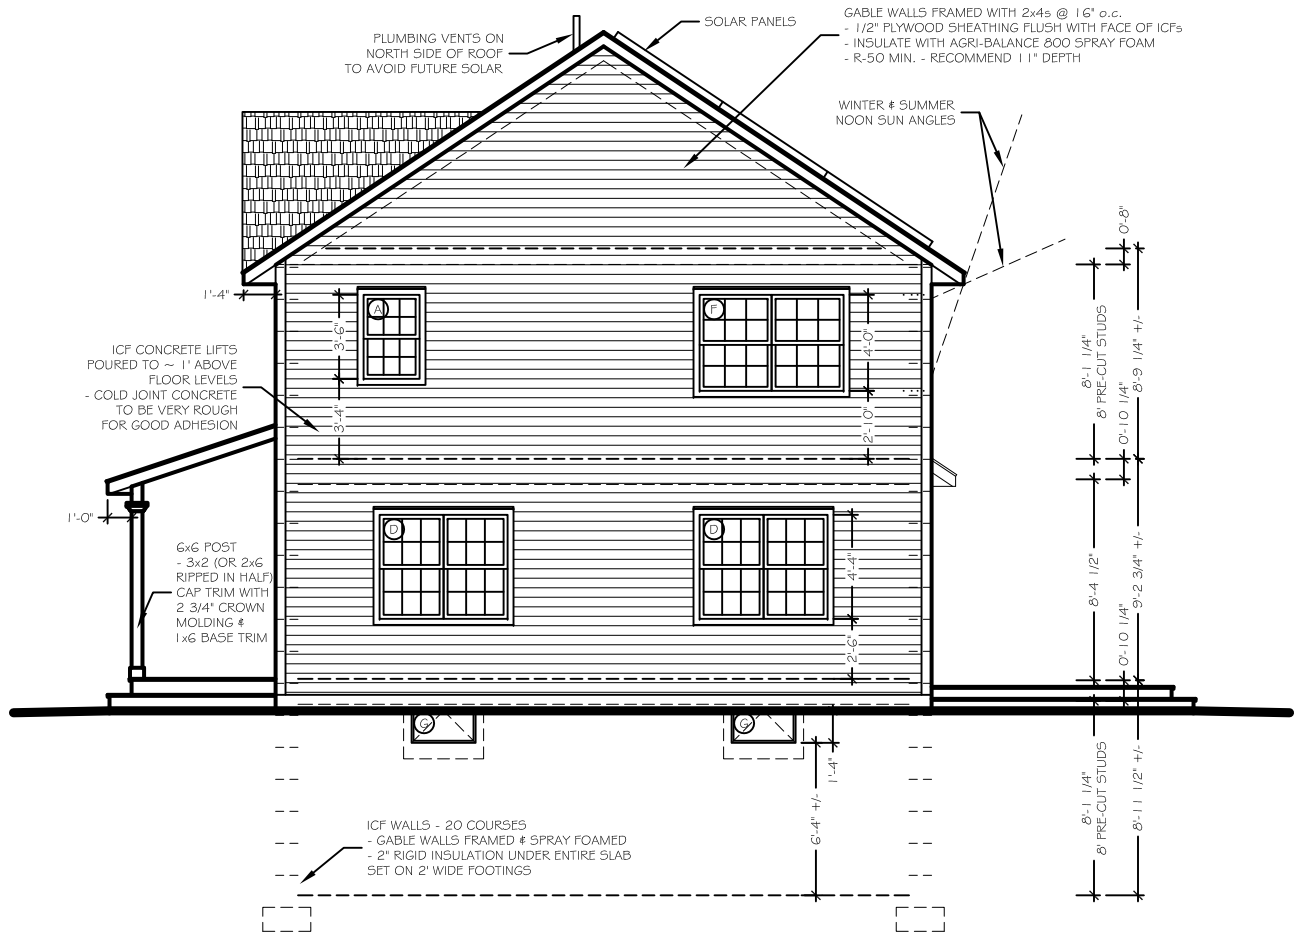 SOLAR PANELS
PLUMBING VENTS ON
NORTH SIDE OF ROOF
TO AVOID FUTURE SOLAR
GABLE WALLS FRAMED WITH 2x4s @ 16" o.c.
- 1/2" PLYWOOD SHEATHING FLUSH WITH FACE OF ICFs
- INSULATE WITH AGRI-BALANCE 800 SPRAY FOAM
- R-50 MIN. - RECOMMEND 11" DEPTH
WINTER & SUMMER
NOON SUN ANGLES
0'-8"
1'-4"
A
F
3'-6"
4'-0"
8'-1 1/4"
8' PRE-CUT STUDS
8'-9 1/4" +/-
ICF CONCRETE LIFTS
POURED TO ~ 1' ABOVE
FLOOR LEVELS
- COLD JOINT CONCRETE
TO BE VERY ROUGH
FOR GOOD ADHESION
3'-4"
2'-10"
0'-10 1/4"
1'-0"
D
D
6x6 POST
- 3x2 (OR 2x6
RIPPED IN HALF)
CAP TRIM WITH
2 3/4" CROWN
MOLDING &
1x6 BASE TRIM
4'-4"
2'-6"
8'-4 1/2"
0'-10 1/4"
9'-2 3/4" +/-
G
G
1'-4"
6'-4" +/-
8'-1 1/4"
8' PRE-CUT STUDS
8'-11 1/2" +/-
ICF WALLS - 20 COURSES
- GABLE WALLS FRAMED & SPRAY FOAMED
- 2" RIGID INSULATION UNDER ENTIRE SLAB
SET ON 2' WIDE FOOTINGS